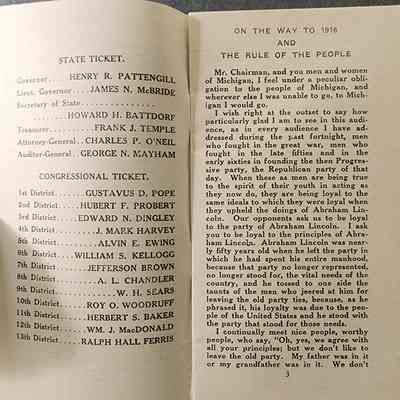 STATE TICKET.
Governor.....HENRY R. PATTENGILL
Lieut. Governor....JAMES N. McBRIDE
Secretary of State................
..........HOWARD H. BATTDORF
Treasurer.........FRANK J. TEMPLE
Attorney-General..CHARLES P. O'NEIL
Auditor-General...GEORGE N. MAYHAM
CONGRESSIONAL TICKET.
1st District.......GUSTAVUS D. POPE
2nd District.....HUBERT F. PROBERT
3rd District.....EDWARD N. DINGLEY
4th District........J. MARK HARVEY
5th District.........ALVIN E. EWING
6th District.....WILLIAM S. KELLOGG
7th District......JEFFERSON BROWN
8th District........A. L. CHANDLER
9th District............W. H. SEARS
10th District......ROY O. WOODRUFF
11th District......HERBERT S. BAKER
12th District......WM. J. MacDONALD
13th District.....RALPH HALL FERRIS
ON THE WAY TO 1916
AND
THE RULE OF THE PEOPLE
Mr. Chairman, and you men and women
of Michigan, I feel under a peculiar obli-
gation to the people of Michigan, and
wherever else I was unable to go, to Mich-
igan I would go.
I wish right at the outset to say how
particularly glad I am to see in this audi-
ence, as in every audience I have ad-
dressed during the past fortnight, men
who fought in the great war, men who
fought in the late fifties and in the
early sixties in founding the then Progres-
sive party, the Republican party of that
day. When these men are being true
to the spirit of their youth in acting as
they now do, they are being loyal to the
same ideals to which they were loyal when
they upheld the doings of Abraham Lin-
coln. Our opponents ask us to be loyal
to the party of Abraham Lincoln. I ask
you to be loyal to the principles of Abra-
ham Lincoln. Abraham Lincoln was near-
ly fifty years old when he left the party in
which he had spent his entire manhood,
because that party no longer represented,
no longer stood for, the vital needs of the
country, and he tossed to one side the
taunts of the men who jeered at him for
leaving the old party ties, because, as he
phrased it, his loyalty was due to the peo-
ple of the United States and he stood with
the party that stood for those needs.
I continually meet nice people, worthy
people, who say, "Oh, yes, we agree with
all your principles; but we don't like to
leave the old party. My father was in it
or my grandfather was in it. We don't
3